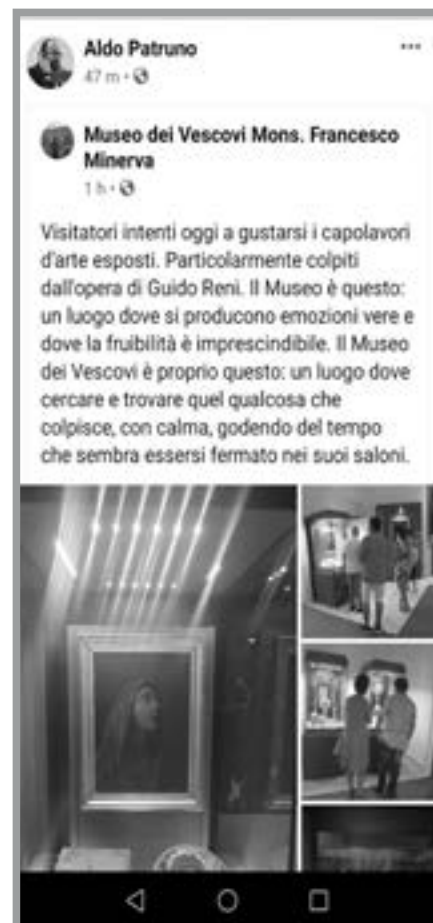 Aldo Patruno
47 m
Museo dei Vescovi Mons. Francesco
Minerva
1 h
Visitatori intenti oggi a gustarsi i capolavori
d'arte esposti. Particolarmente colpiti
dall'opera di Guido Reni. Il Museo è questo:
un luogo dove si producono emozioni vere e
dove la fruibilità è imprescindibile. Il Museo
dei Vescovi è proprio questo: un luogo dove
cercare e trovare quel qualcosa che
colpisce, con calma, godendo del tempo
che sembra essersi fermato nei suoi saloni.